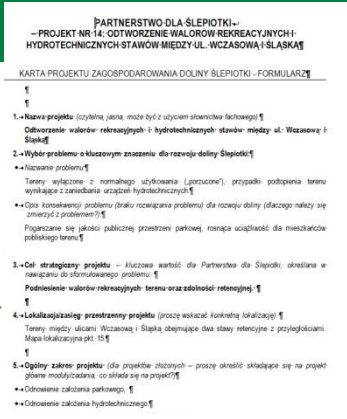 PARTNERSTWO DLA ŚLEPIOTKI
– PROJEKT NR 14: ODTWORZENIE WALORÓW REKREACYJNYCH I
HYDROTECHNICZNYCH STAWÓW MIĘDZY UL. WCZASOWĄ I ŚLĄSKĄ¶
KARTA PROJEKTU ZAGOSPODAROWANIA DOLINY ŚLEPIOTKI - FORMULARZ¶
¶
¶
1.→Nazwa projektu (czytelna, jasna, może być z użyciem słownictwa fachowego):¶
Odtworzenie walorów rekreacyjnych i hydrotechnicznych stawów między ul. Wczasową i
Śląską¶
2.→Wybór problemu o kluczowym znaczeniu dla rozwoju doliny Ślepiotki:¶
•→Nazwanie problemu:¶
Tereny wyłączone z normalnego użytkowania („porzucone”), przypadki podtopienia terenu
wynikające z zaniedbania urządzeń hydrotechnicznych.¶
•→Opis konsekwencji problemu (braku rozwiązania problemu) dla rozwoju doliny (dlaczego należy się
zmierzyć z problemem?):¶
Pogarszanie się jakości publicznej przestrzeni parkowej, rosnąca uciążliwość dla mieszkańców
pobliskiego terenu.¶
3.→Cel strategiczny projektu – kluczowa wartość dla Partnerstwa dla Ślepiotki, określana w
nawiązaniu do sformułowanego problemu: ¶
Podniesienie walorów rekreacyjnych terenu oraz zdolności retencyjnej. ¶
¶
4.→Lokalizacja/zasięg przestrzenny projektu (proszę wskazać konkretną lokalizację): ¶
Tereny między ulicami Wczasową i Śląską obejmujące dwa stawy retencyjne z przyległościami.
Mapa lokalizacyjna pkt. 15.¶
¶
5.→Ogólny zakres projektu (dla projektów złożonych – proszę określić składające się na projekt
główne moduły/zadania, co składa się na projekt?)¶
•→Odnowienie założenia parkowego, ¶
•→Odnowienie założenia hydrotechnicznego.¶